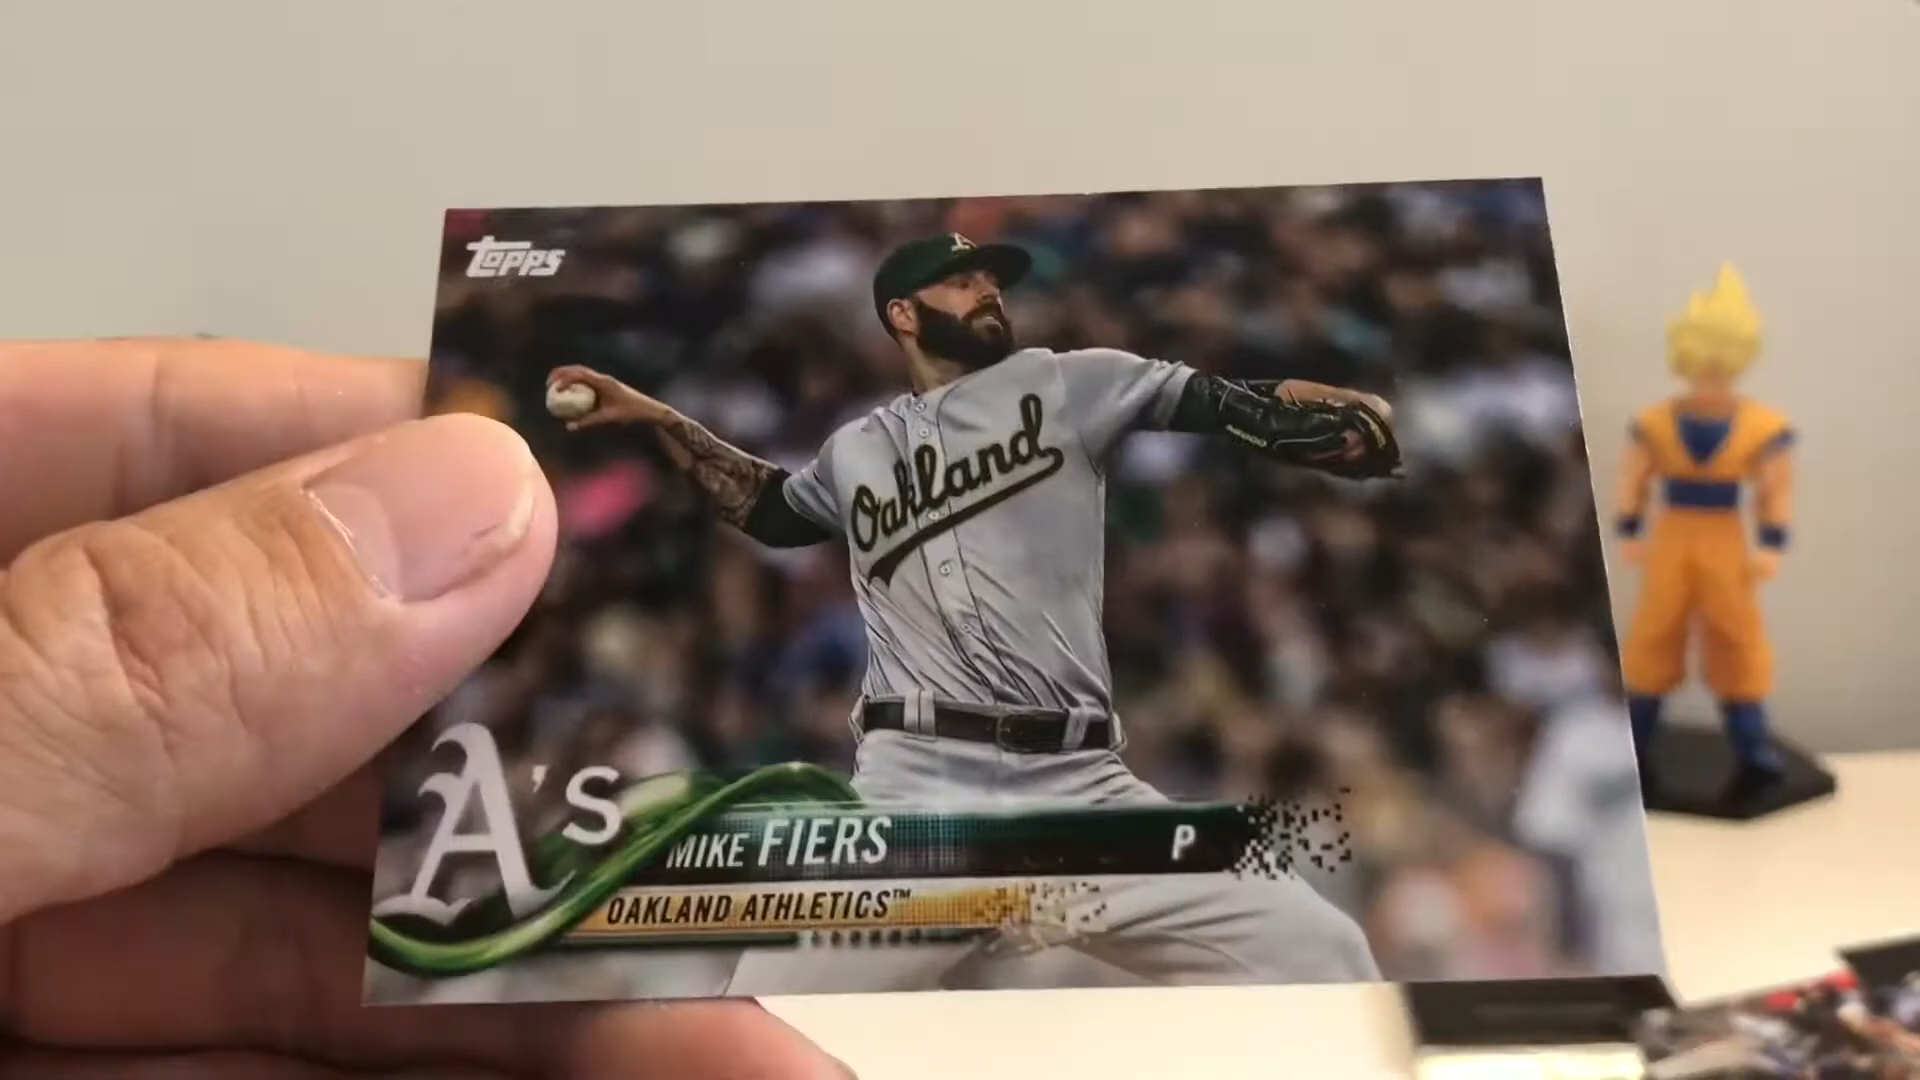 Topps
Oakland
A's
MIKE FIERS
P
OAKLAND ATHLETICS™